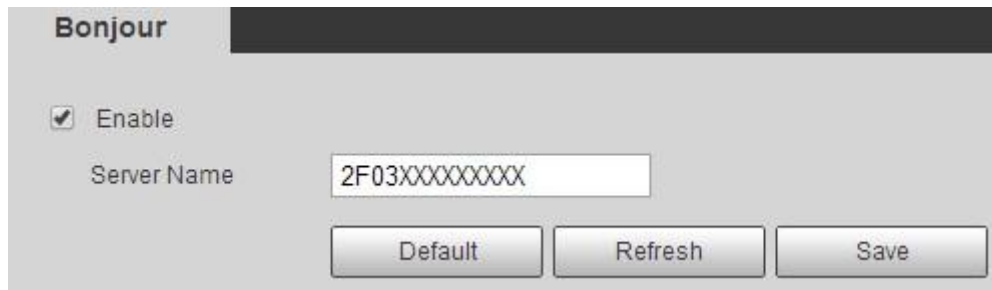 Bonjour
Enable
Server Name 2F03XXXXXXXXX
Default Refresh Save